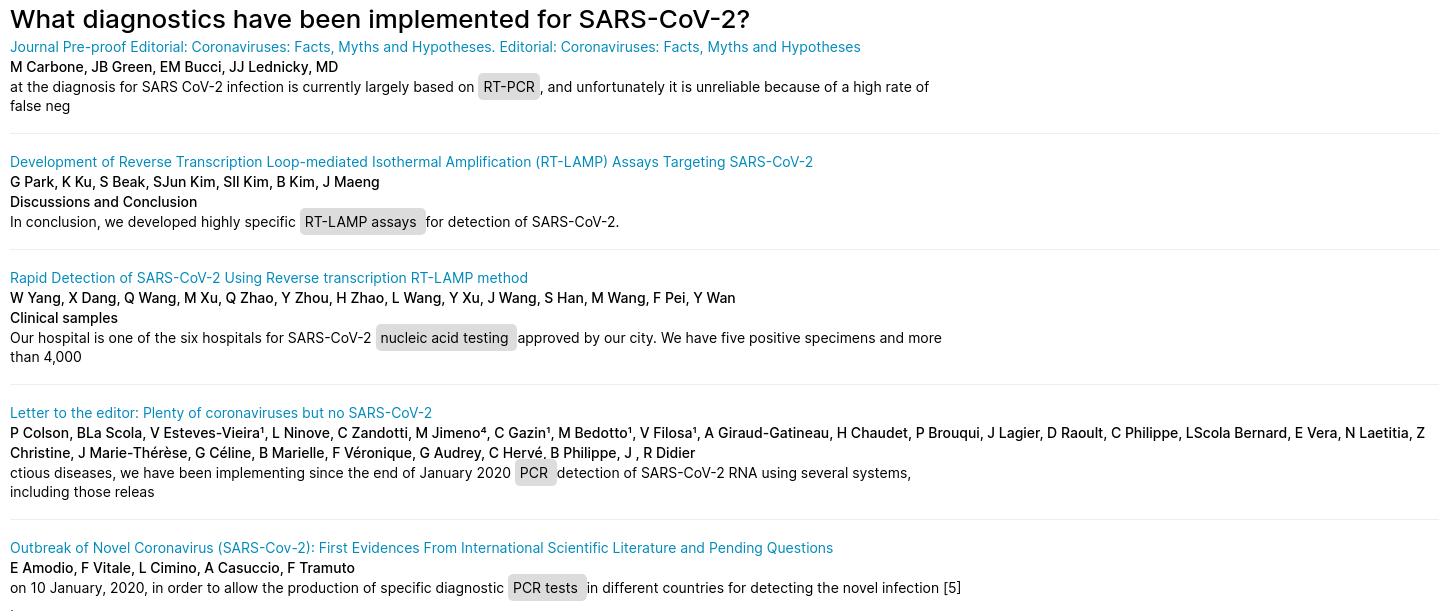 What diagnostics have been implemented for SARS-CoV-2?
Journal Pre-proof Editorial: Coronaviruses: Facts, Myths and Hypotheses. Editorial: Coronaviruses: Facts, Myths and Hypotheses
M Carbone, JB Green, EM Bucci, JJ Lednicky, MD
at the diagnosis for SARS CoV-2 infection is currently largely based on RT-PCR, and unfortunately it is unreliable because of a high rate of
false neg
Development of Reverse Transcription Loop-mediated Isothermal Amplification (RT-LAMP) Assays Targeting SARS-CoV-2
G Park, K Ku, S Beak, SJun Kim, SIl Kim, B Kim, J Maeng
Discussions and Conclusion
In conclusion, we developed highly specific RT-LAMP assays for detection of SARS-CoV-2.
Rapid Detection of SARS-CoV-2 Using Reverse transcription RT-LAMP method
W Yang, X Dang, Q Wang, M Xu, Q Zhao, Y Zhou, H Zhao, L Wang, Y Xu, J Wang, S Han, M Wang, F Pei, Y Wan
Clinical samples
Our hospital is one of the six hospitals for SARS-CoV-2 nucleic acid testing approved by our city. We have five positive specimens and more
than 4,000
Letter to the editor: Plenty of coronaviruses but no SARS-CoV-2
P Colson, BLa Scola, V Esteves-Vieira¹, L Ninove, C Zandotti, M Jimeno⁴, C Gazin¹, M Bedotto¹, V Filosa¹, A Giraud-Gatineau, H Chaudet, P Brouqui, J Lagier, D Raoult, C Philippe, LScola Bernard, E Vera, N Laetitia, Z
Christine, J Marie-Thérèse, G Céline, B Marielle, F Véronique, G Audrey, C Hervé, B Philippe, J , R Didier
ctious diseases, we have been implementing since the end of January 2020 PCR detection of SARS-CoV-2 RNA using several systems,
including those releas
Outbreak of Novel Coronavirus (SARS-Cov-2): First Evidences From International Scientific Literature and Pending Questions
E Amodio, F Vitale, L Cimino, A Casuccio, F Tramuto
on 10 January, 2020, in order to allow the production of specific diagnostic PCR tests in different countries for detecting the novel infection [5]
.